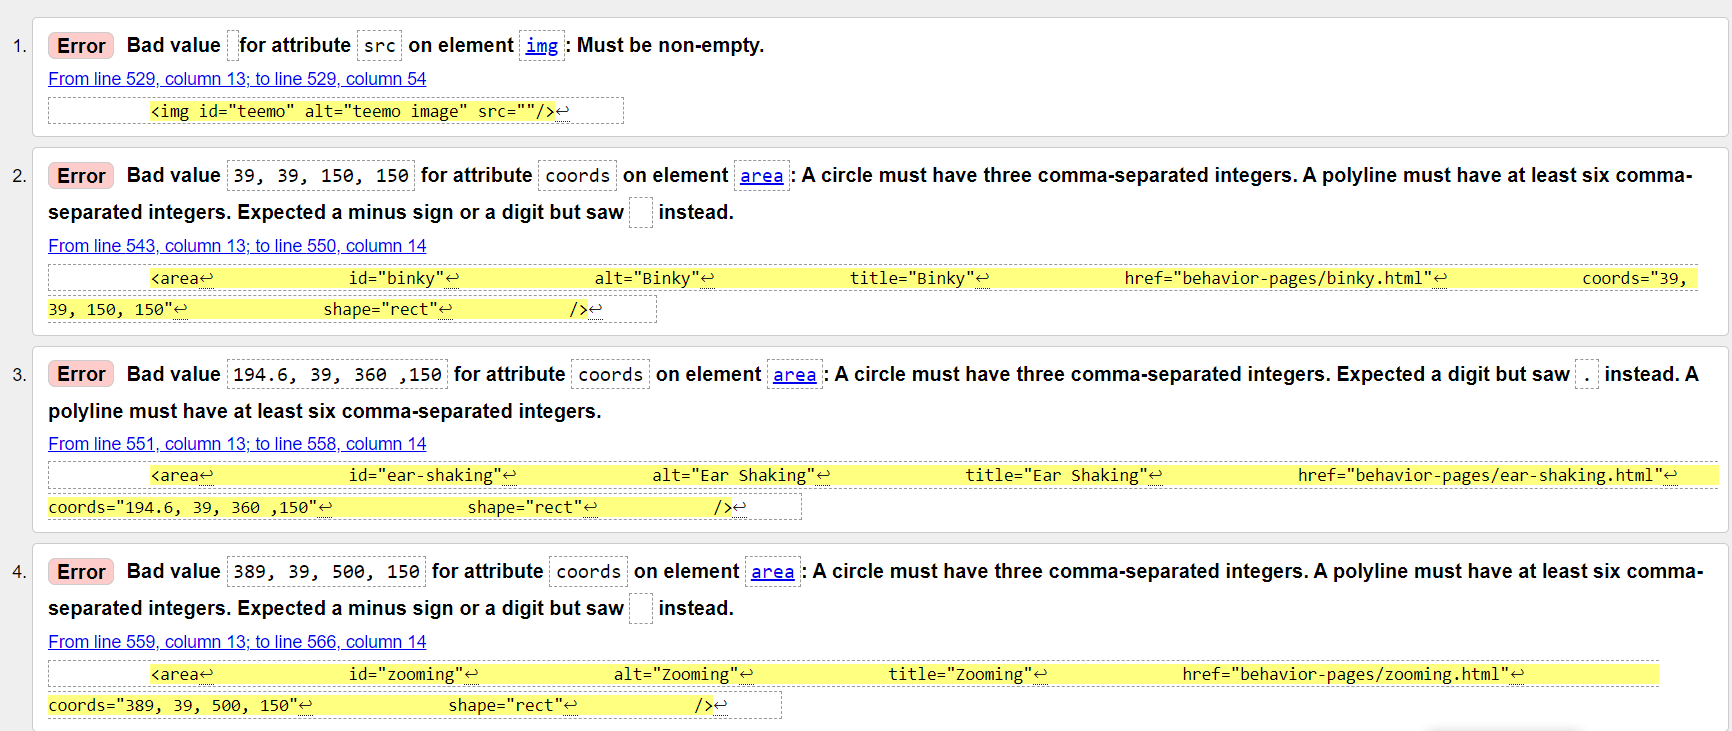 1. Error Bad value for attribute src on element img: Must be non-empty.
From line 529, column 13; to line 529, column 54
<img id="teemo" alt="teemo image" src=""/>↩
2. Error Bad value 39, 39, 150, 150 for attribute coords on element area: A circle must have three comma-separated integers. A polyline must have at least six comma-
separated integers. Expected a minus sign or a digit but saw instead.
From line 543, column 13; to line 550, column 14
<area↩ id="binky"↩ alt="Binky"↩ title="Binky"↩ href="behavior-pages/binky.html"↩ coords="39,
39, 150, 150"↩ shape="rect"↩ />↩
3. Error Bad value 194.6, 39, 360 ,150 for attribute coords on element area: A circle must have three comma-separated integers. Expected a digit but saw . instead. A
polyline must have at least six comma-separated integers.
From line 551, column 13; to line 558, column 14
<area↩ id="ear-shaking"↩ alt="Ear Shaking"↩ title="Ear Shaking"↩ href="behavior-pages/ear-shaking.html"↩
coords="194.6, 39, 360 ,150"↩ shape="rect"↩ />↩
4. Error Bad value 389, 39, 500, 150 for attribute coords on element area: A circle must have three comma-separated integers. A polyline must have at least six comma-
separated integers. Expected a minus sign or a digit but saw instead.
From line 559, column 13; to line 566, column 14
<area↩ id="zooming"↩ alt="Zooming"↩ title="Zooming"↩ href="behavior-pages/zooming.html"↩
coords="389, 39, 500, 150"↩ shape="rect"↩ />↩